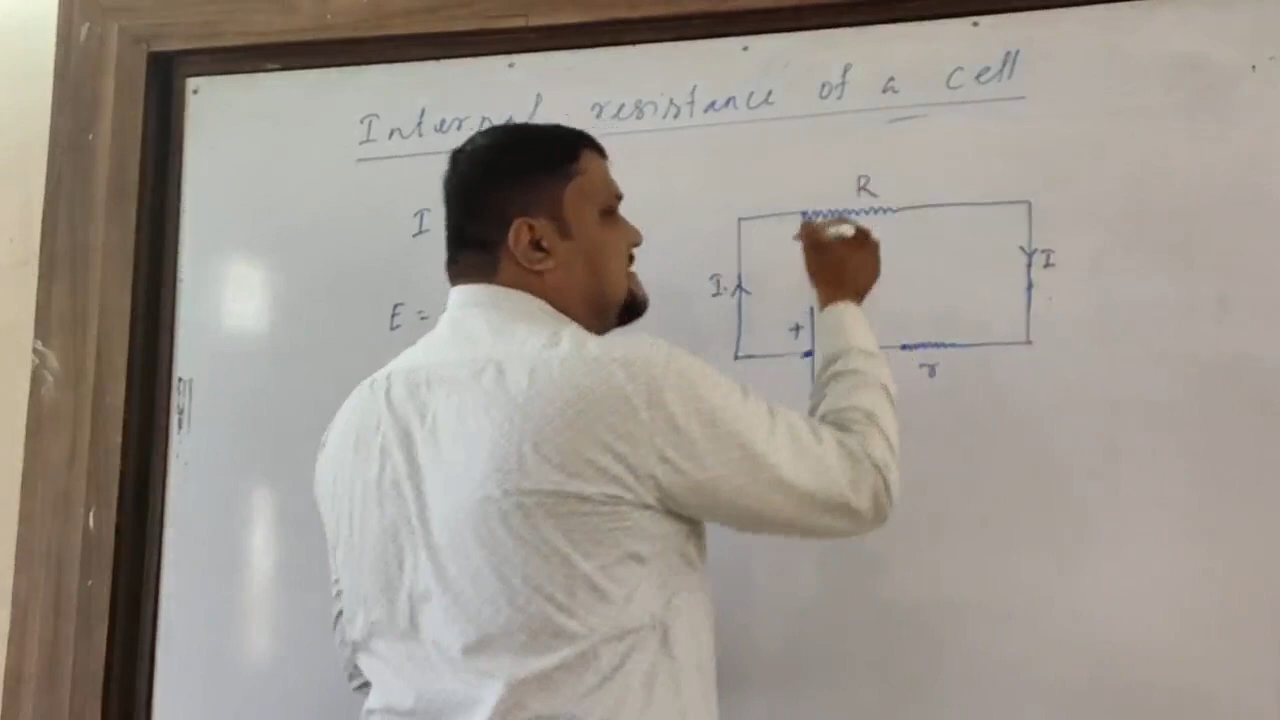 Internal resistance of a cell
R
I
I
I
+
E =
r